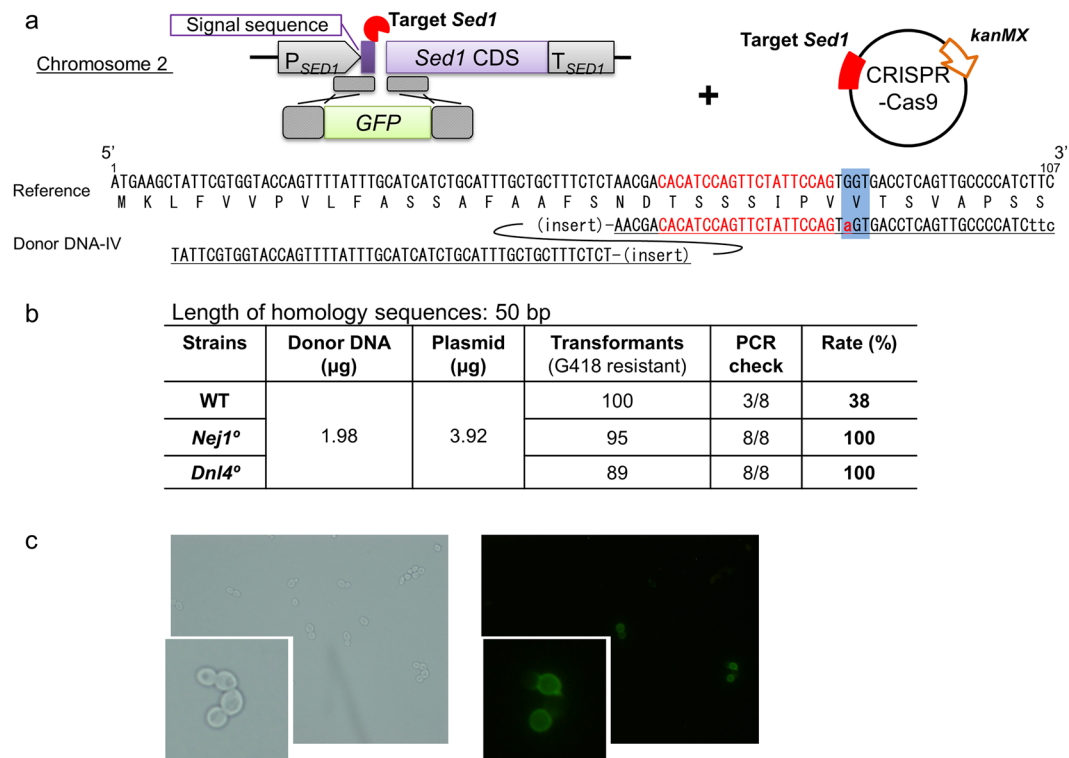 a
Signal sequence
Target Sed1
Chromosome 2
P SED1
Sed1 CDS
T SED1
GFP
+
Target Sed1
kanMX
CRISPR
-Cas9
5’ 3’
1 107
Reference
ATGAAGCTATTCGTGGTACCAGTTTTATTTGCATCATCTGCATTTGCTGCTTTCTCTAACGACACATCCAGTTCTATTCCAGTGGTGACCTCAGTTGCCCCATCTTC
M K L F V V P V L F A S S A F A A F S N D T S S S I P V V T S V A P S S
(insert)-AACGACACATCCAGTTCTATTCCAGTaGTGACCTCAGTTGCCCCATCttc
Donor DNA-IV
TATTCGTGGTACCAGTTTTATTTGCATCATCTGCATTTGCTGCTTTCTCT-(insert)
b
Length of homology sequences: 50 bp
Strains Donor DNA (µg) Plasmid (µg) Transformants (G418 resistant) PCR check Rate (%)
WT 1.98 3.92 100 3/8 38
Nej1º 95 8/8 100
Dnl4º 89 8/8 100
c